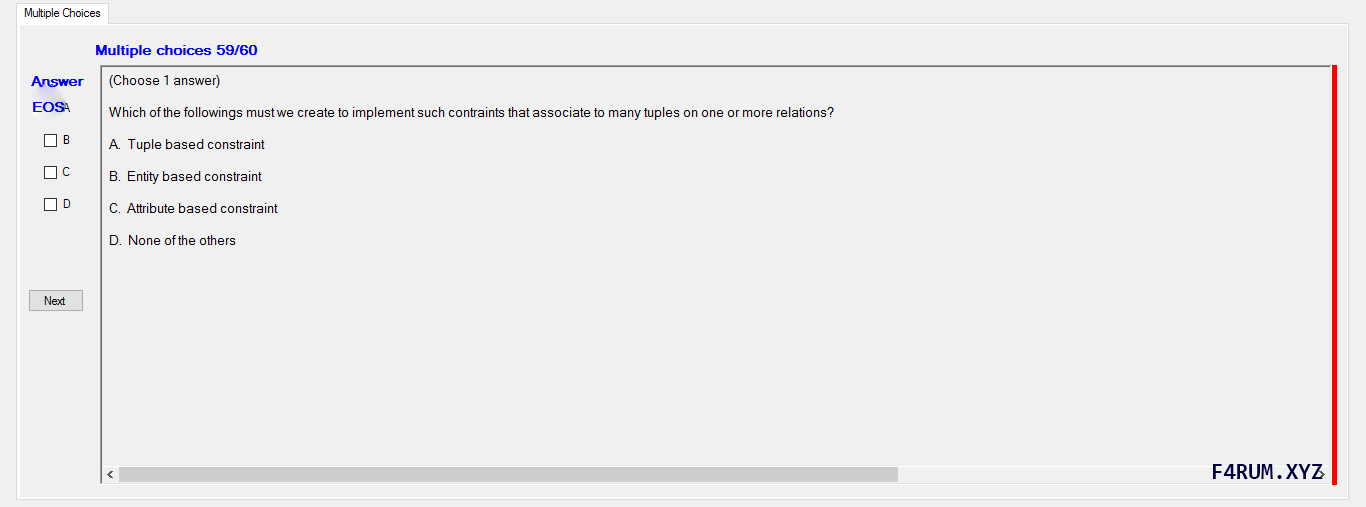 Multiple Choices
Multiple choices 59/60
Answer
EOS A
B
C
D
Next
(Choose 1 answer)
Which of the followings must we create to implement such contraints that associate to many tuples on one or more relations?
A. Tuple based constraint
B. Entity based constraint
C. Attribute based constraint
D. None of the others
F4RUM.XYZ